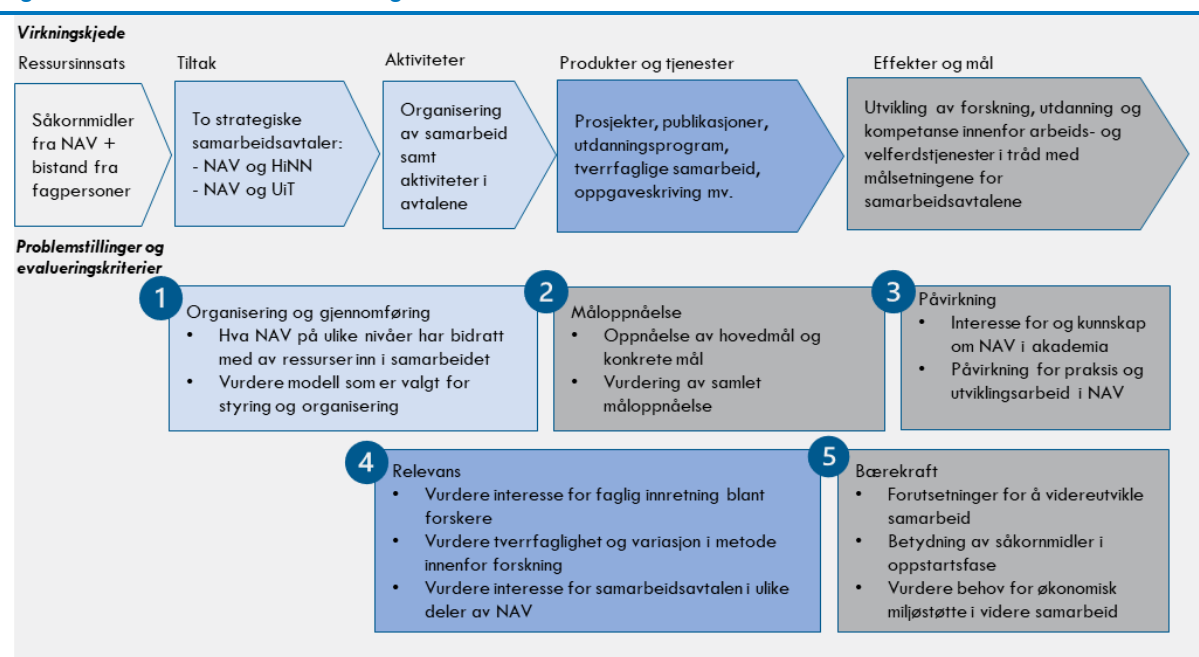 Virkningskjede
Ressursinnsats
Tiltak
Aktiviteter
Produkter og tjenester
Effekter og mål
Såkornmidler
fra NAV +
bistand fra
fagpersoner
To strategiske
samarbeidsavtaler:
- NAV og HiNN
- NAV og UiT
Organisering
av samarbeid
samt
aktiviteter i
avtalene
Prosjekter, publikasjoner,
utdanningsprogram,
tverrfaglige samarbeid,
oppgaveskriving mv.
Utvikling av forskning, utdanning og
kompetanse innenfor arbeids- og
velferdstjenester i tråd med
målsetningene for
samarbeidsavtalene
Problemstillinger og
evalueringskriterier
1
Organisering og gjennomføring
• Hva NAV på ulike nivåer har bidratt
med av ressurser inn i samarbeidet
• Vurdere modell som er valgt for
styring og organisering
2
Måloppnåelse
• Oppnåelse av hovedmål og
konkrete mål
• Vurdering av samlet
måloppnåelse
3
Påvirkning
• Interesse for og kunnskap
om NAV i akademia
• Påvirkning for praksis og
utviklingsarbeid i NAV
4
Relevans
• Vurdere interesse for faglig innretning blant
forskere
• Vurdere tverrfaglighet og variasjon i metode
innenfor forskning
• Vurdere interesse for samarbeidsavtalen i ulike
deler av NAV
5
Bærekraft
• Forutsetninger for å videreutvikle
samarbeid
• Betydning av såkornmidler i
oppstartsfase
• Vurdere behov for økonomisk
miljøstøtte i videre samarbeid